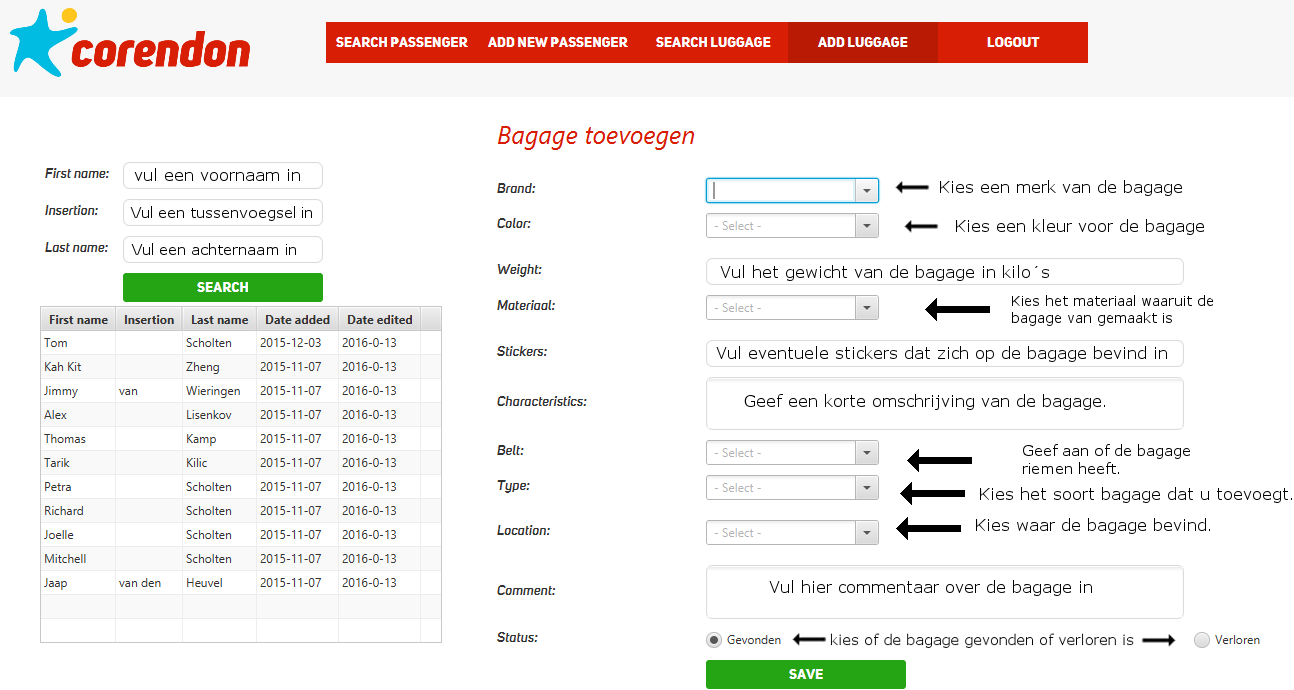 corendon
SEARCH PASSENGER ADD NEW PASSENGER SEARCH LUGGAGE ADD LUGGAGE LOGOUT
First name: vul een voornaam in
Insertion: Vul een tussenvoegsel in
Last name: Vul een achternaam in
SEARCH
First name Insertion Last name Date added Date edited
Tom Scholten 2015-12-03 2016-0-13
Kah Kit Zheng 2015-11-07 2016-0-13
Jimmy van Wieringen 2015-11-07 2016-0-13
Alex Lisenkov 2015-11-07 2016-0-13
Thomas Kamp 2015-11-07 2016-0-13
Tarik Kilic 2015-11-07 2016-0-13
Petra Scholten 2015-11-07 2016-0-13
Richard Scholten 2015-11-07 2016-0-13
Joelle Scholten 2015-11-07 2016-0-13
Mitchell Scholten 2015-11-07 2016-0-13
Jaap van den Heuvel 2015-11-07 2016-0-13
Bagage toevoegen
Brand: Kies een merk van de bagage
Color: - Select - Kies een kleur voor de bagage
Weight: Vul het gewicht van de bagage in kilo´s
Materiaal: - Select - Kies het materiaal waaruit de
bagage van gemaakt is
Stickers: Vul eventuele stickers dat zich op de bagage bevind in
Characteristics: Geef een korte omschrijving van de bagage.
Belt: - Select - Geef aan of de bagage
riemen heeft.
Type: - Select - Kies het soort bagage dat u toevoegt.
Location: - Select - Kies waar de bagage bevind.
Comment: Vul hier commentaar over de bagage in
Status: Gevonden kies of de bagage gevonden of verloren is Verloren
SAVE